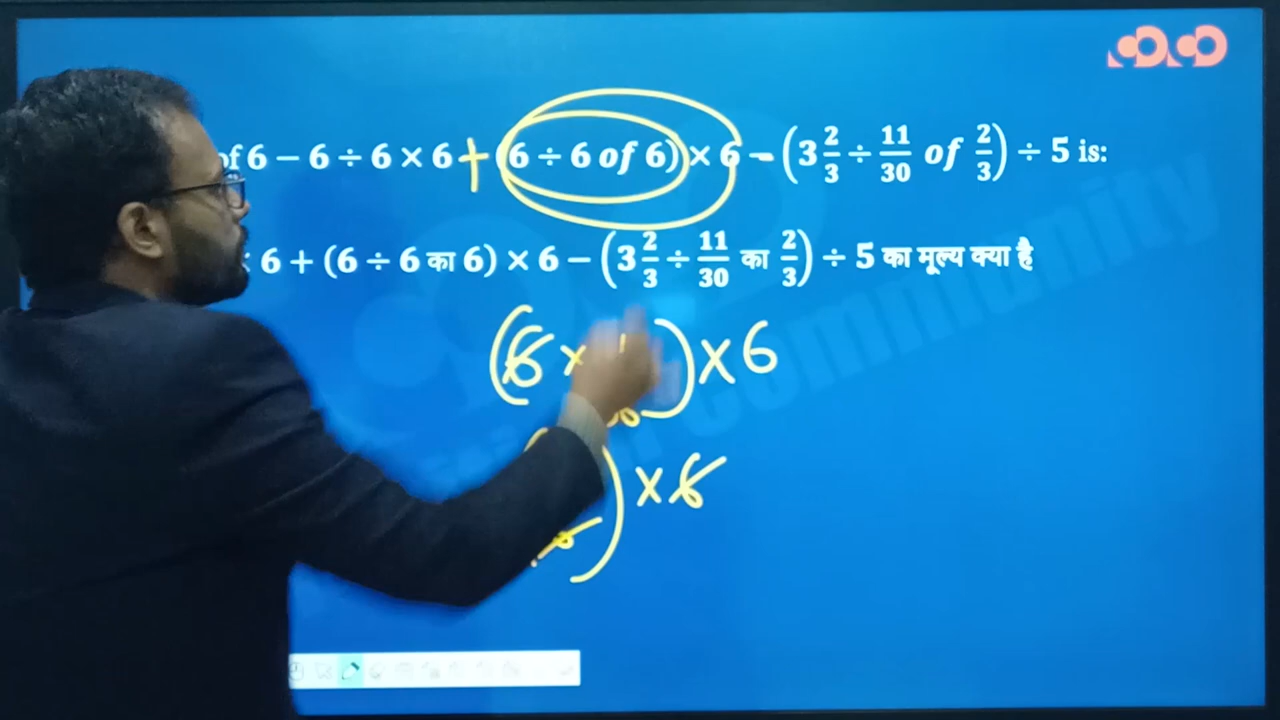 of 6 − 6 ÷ 6 × 6 + (6 ÷ 6 of 6) × 6 − (3 2/3 ÷ 11/30 of 2/3) ÷ 5 is:
6 + (6 ÷ 6 का 6) × 6 − (3 2/3 ÷ 11/30 का 2/3) ÷ 5 का मूल्य क्या है
(6 × ) × 6
) × 6
community